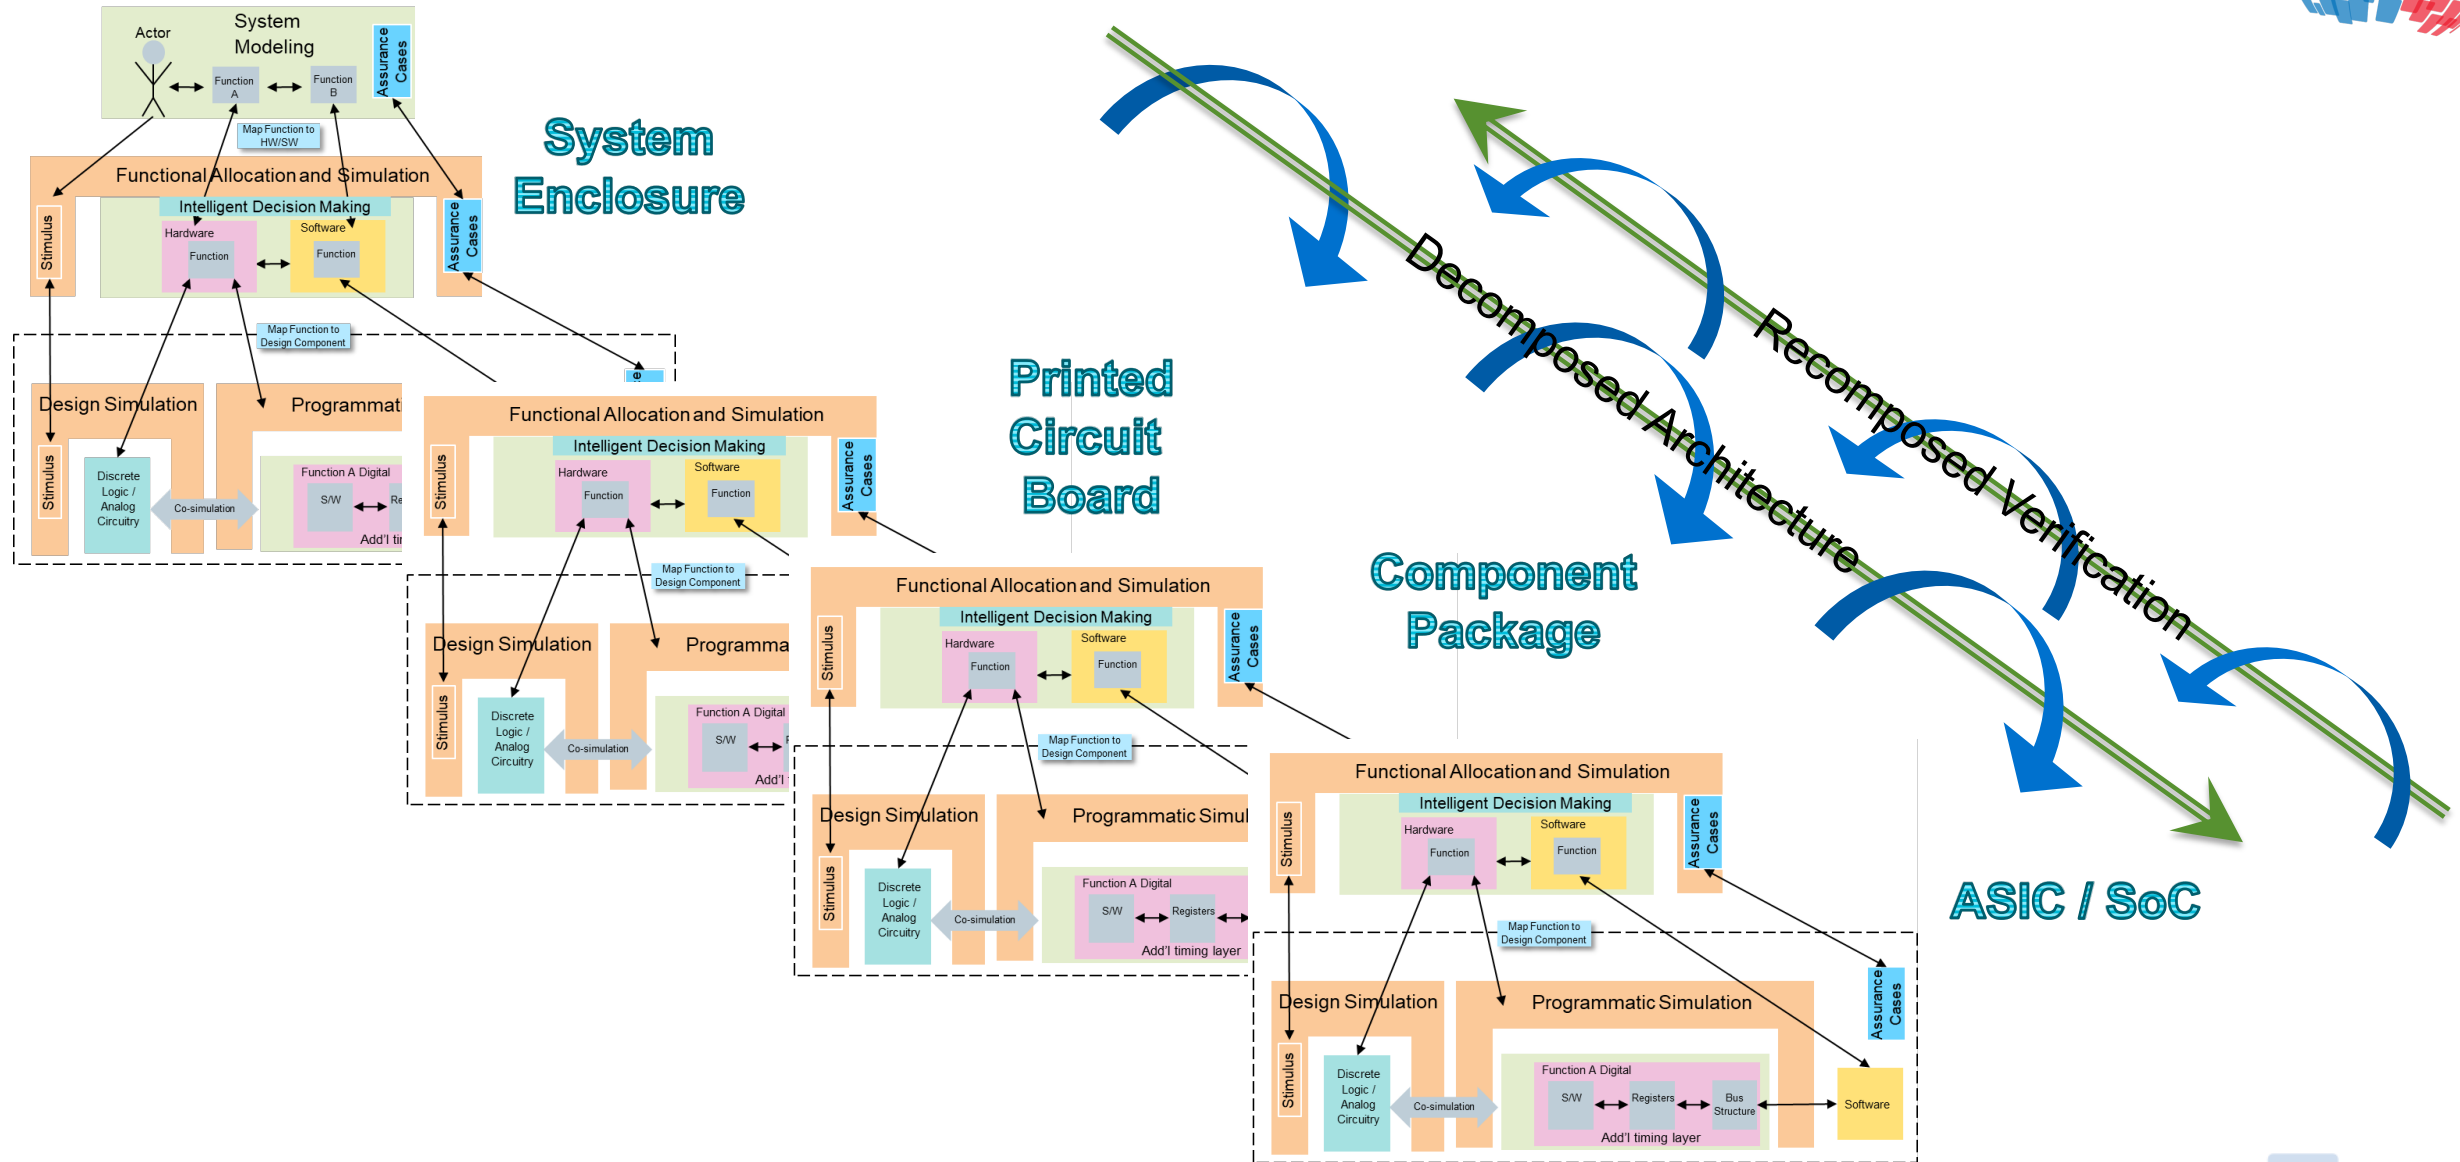 System
Modeling
Actor
Function
A
Function
B
Assurance
Cases
Map Function to
HW/SW
Functional Allocation and Simulation
Intelligent Decision Making
Stimulus
Hardware
Function
Software
Function
Assurance
Cases
Map Function to
Design Component
Design Simulation
Stimulus
Discrete
Logic /
Analog
Circuitry
Co-simulation
Function A Digital
S/W
System
Enclosure
Functional Allocation and Simulation
Intelligent Decision Making
Stimulus
Hardware
Function
Software
Function
Assurance
Cases
Map Function to
Design Component
Design Simulation
Stimulus
Discrete
Logic /
Analog
Circuitry
Co-simulation
Function A Digital
S/W
Add'l
Printed
Circuit
Board
Functional Allocation and Simulation
Intelligent Decision Making
Stimulus
Hardware
Function
Software
Function
Assurance
Cases
Map Function to
Design Component
Design Simulation
Programmatic Simul
Stimulus
Discrete
Logic /
Analog
Circuitry
Co-simulation
Function A Digital
S/W
Registers
Add'l timing layer
Component
Package
Functional Allocation and Simulation
Intelligent Decision Making
Stimulus
Hardware
Function
Software
Function
Assurance
Cases
Map Function to
Design Component
Design Simulation
Programmatic Simulation
Assurance
Cases
Stimulus
Discrete
Logic /
Analog
Circuitry
Co-simulation
Function A Digital
S/W
Registers
Bus
Structure
Add'l timing layer
Software
ASIC / SoC
Decomposed Architecture
Recomposed Verification